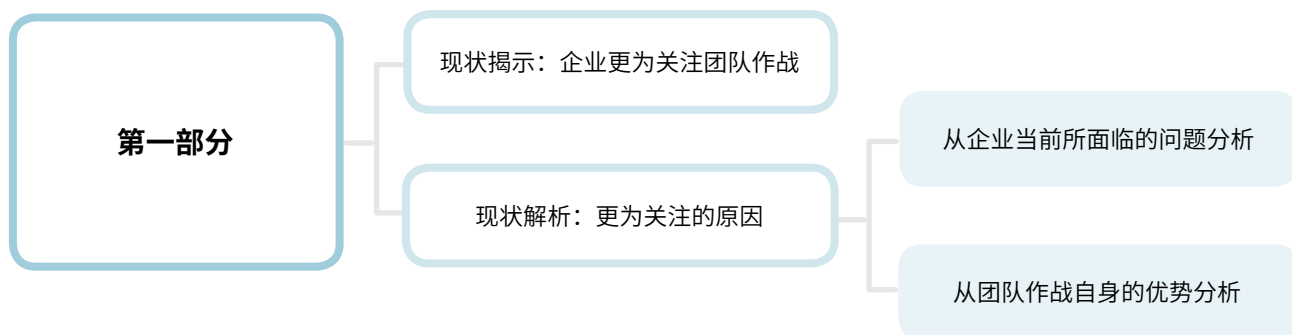 第一部分
现状揭示：企业更为关注团队作战
现状解析：更为关注的原因
从企业当前所面临的问题分析
从团队作战自身的优势分析